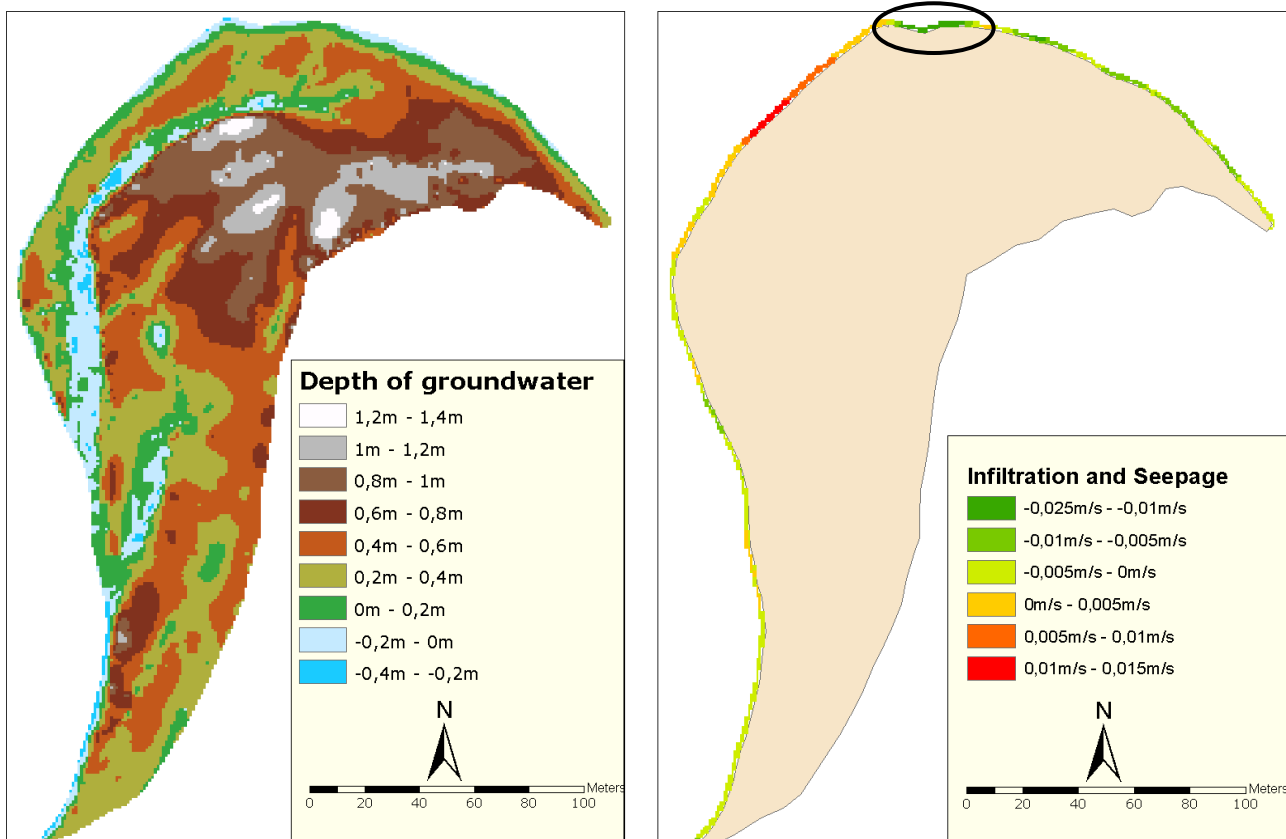 Depth of groundwater
1,2m - 1,4m
1m - 1,2m
0,8m - 1m
0,6m - 0,8m
0,4m - 0,6m
0,2m - 0,4m
0m - 0,2m
-0,2m - 0m
-0,4m - -0,2m
N
Meters
0 20 40 60 80 100
Infiltration and Seepage
-0,025m/s - -0,01m/s
-0,01m/s - -0,005m/s
-0,005m/s - 0m/s
0m/s - 0,005m/s
0,005m/s - 0,01m/s
0,01m/s - 0,015m/s
N
Meters
0 20 40 60 80 100